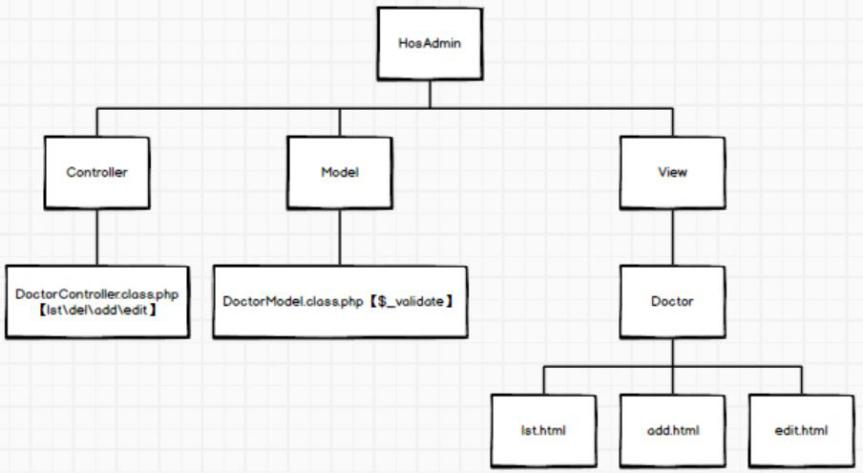 HosAdmin
Controller
Model
View
DoctorController.class.php
【lst\del\add\edit】
DoctorModel.class.php【$_validate】
Doctor
lst.html
add.html
edit.html